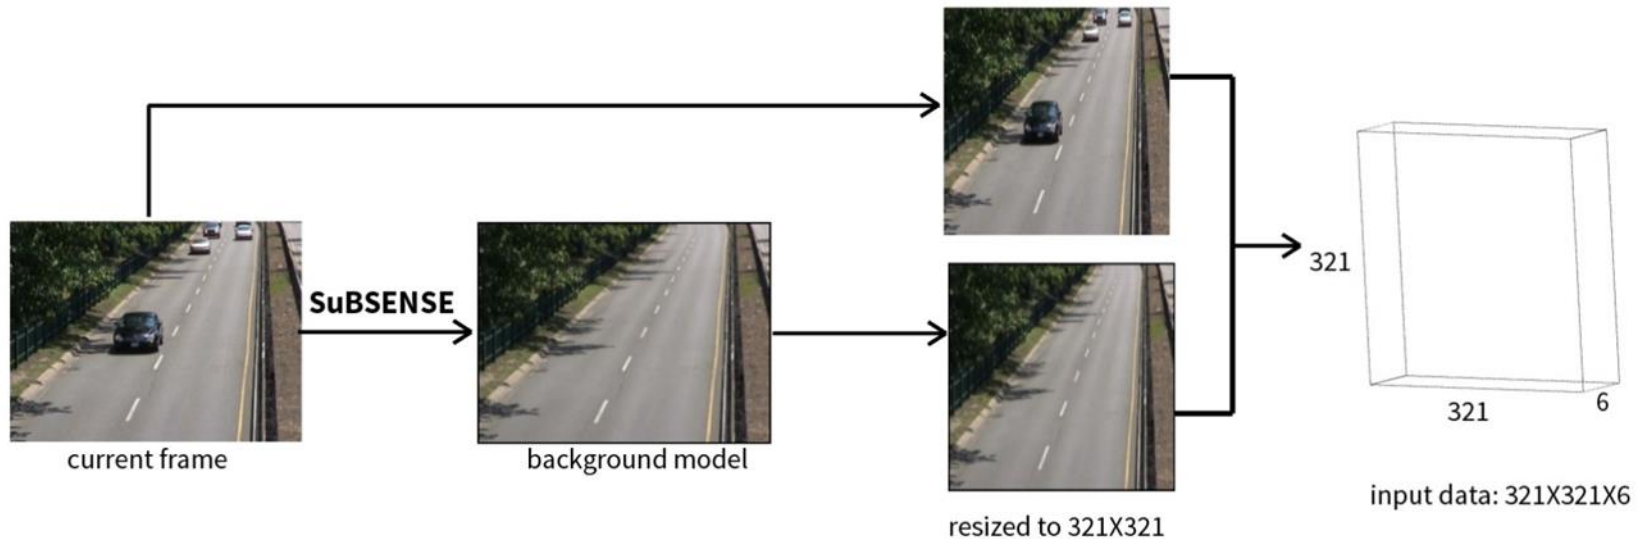 SuBSENSE
current frame
background model
resized to 321X321
321
321
6
input data: 321X321X6